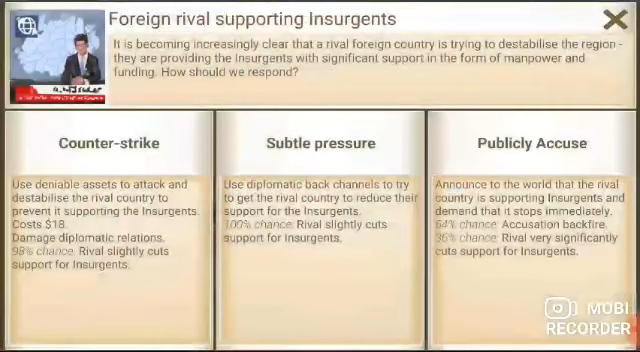 Foreign rival supporting Insurgents
It is becoming increasingly clear that a rival foreign country is trying to destabilise the region -
they are providing the Insurgents with significant support in the form of manpower and
funding. How should we respond?
Counter-strike
Use deniable assets to attack and
destabilise the rival country to
prevent it supporting the Insurgents.
Costs $18.
Damage diplomatic relations.
98% chance: Rival slightly cuts
support for Insurgents.
Subtle pressure
Use diplomatic back channels to try
to get the rival country to reduce their
support for the Insurgents.
100% chance: Rival slightly cuts
support for Insurgents.
Publicly Accuse
Announce to the world that the rival
country is supporting Insurgents and
demand that it stops immediately.
64% chance: Accusation backfire.
36% chance: Rival very significantly
cuts support for Insurgents.
MOBI
RECORDER